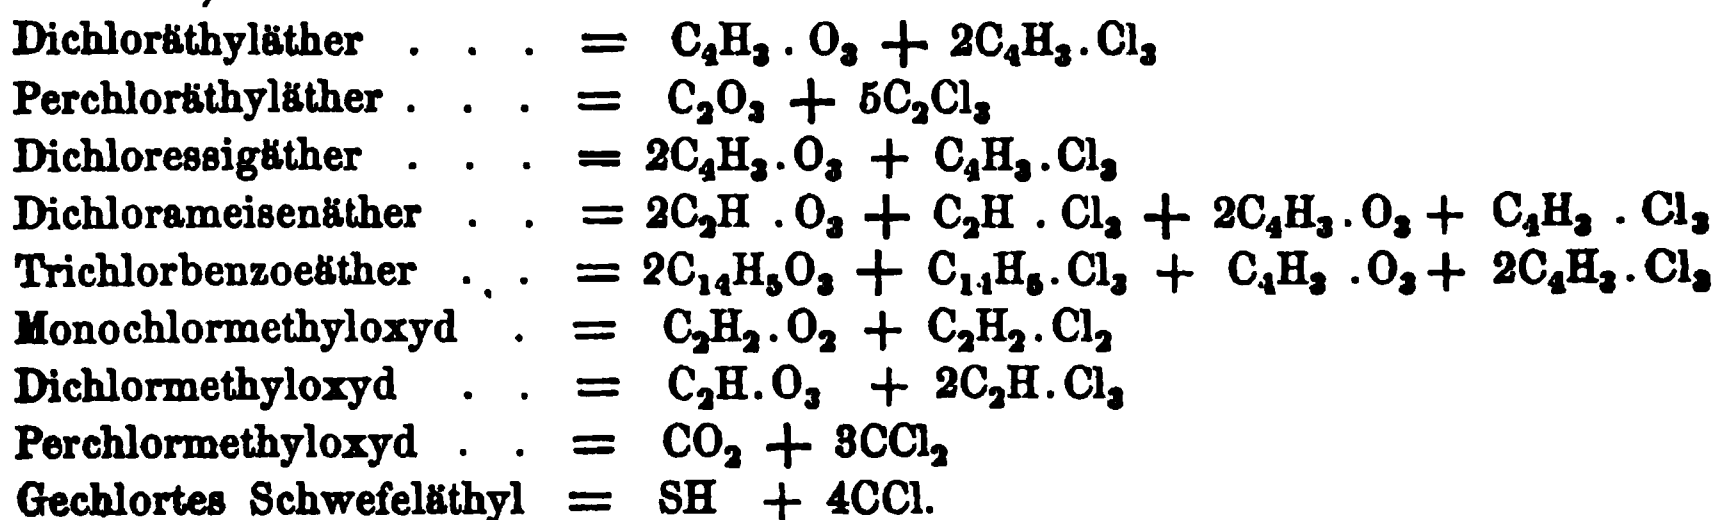 Dichloräthyläther . . . = C₄H₃ . O₃ + 2C₄H₃.Cl₃
Perchloräthyläther . . . = C₂O₃ + 5C₂Cl₃
Dichloressigäther . . . = 2C₄H₃.O₃ + C₄H₃.Cl₃
Dichlorameisenäther . . = 2C₂H .O₃ + C₂H . Cl₃ + 2C₄H₃.O₃ + C₄H₃ . Cl₃
Trichlorbenzoeäther . . = 2C₁₄H₅O₃ + C₁₄H₅.Cl₃ + C₄H₃ .O₃ + 2C₄H₃.Cl₃
Monochlormethyloxyd . = C₂H₂.O₂ + C₂H₂.Cl₂
Dichlormethyloxyd . . = C₂H.O₃ + 2C₂H.Cl₃
Perchlormethyloxyd . . = CO₂ + 3CCl₂
Gechlortes Schwefeläthyl = SH + 4CCl.